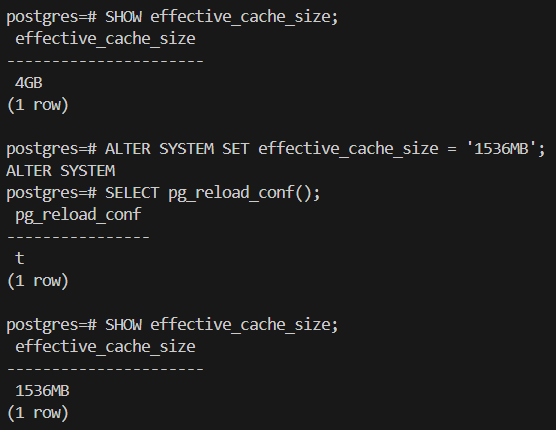 postgres=# SHOW effective_cache_size;
 effective_cache_size
----------------------
 4GB
(1 row)

postgres=# ALTER SYSTEM SET effective_cache_size = '1536MB';
ALTER SYSTEM
postgres=# SELECT pg_reload_conf();
 pg_reload_conf
----------------
 t
(1 row)

postgres=# SHOW effective_cache_size;
 effective_cache_size
----------------------
 1536MB
(1 row)